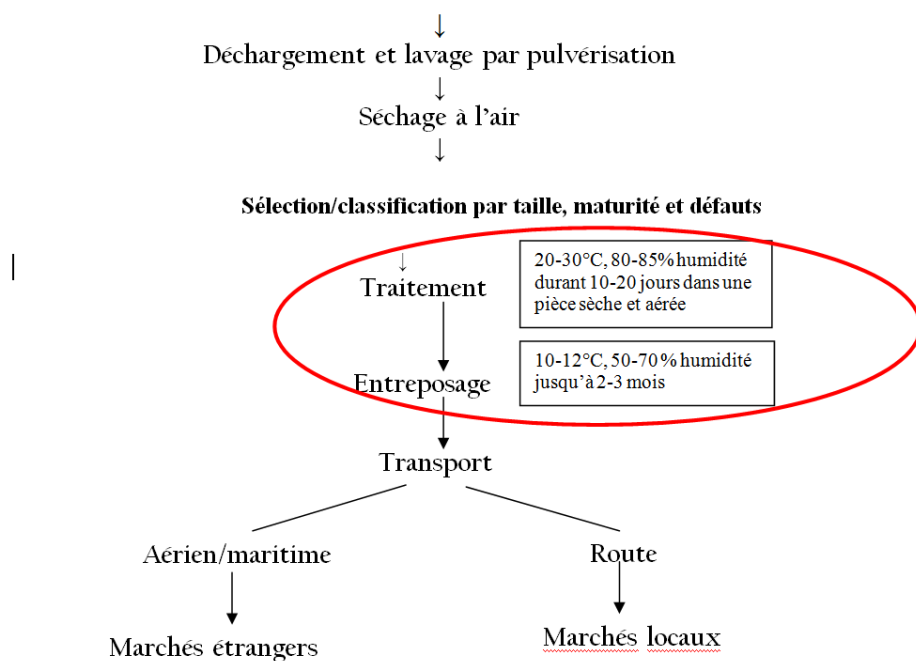 Déchargement et lavage par pulvérisation
Séchage à l'air
Sélection/classification par taille, maturité et défauts
Traitement
20-30°C, 80-85% humidité
durant 10-20 jours dans une
pièce sèche et aérée
Entreposage
10-12°C, 50-70% humidité
jusqu'à 2-3 mois
Transport
Aérien/maritime
Route
Marchés étrangers
Marchés locaux